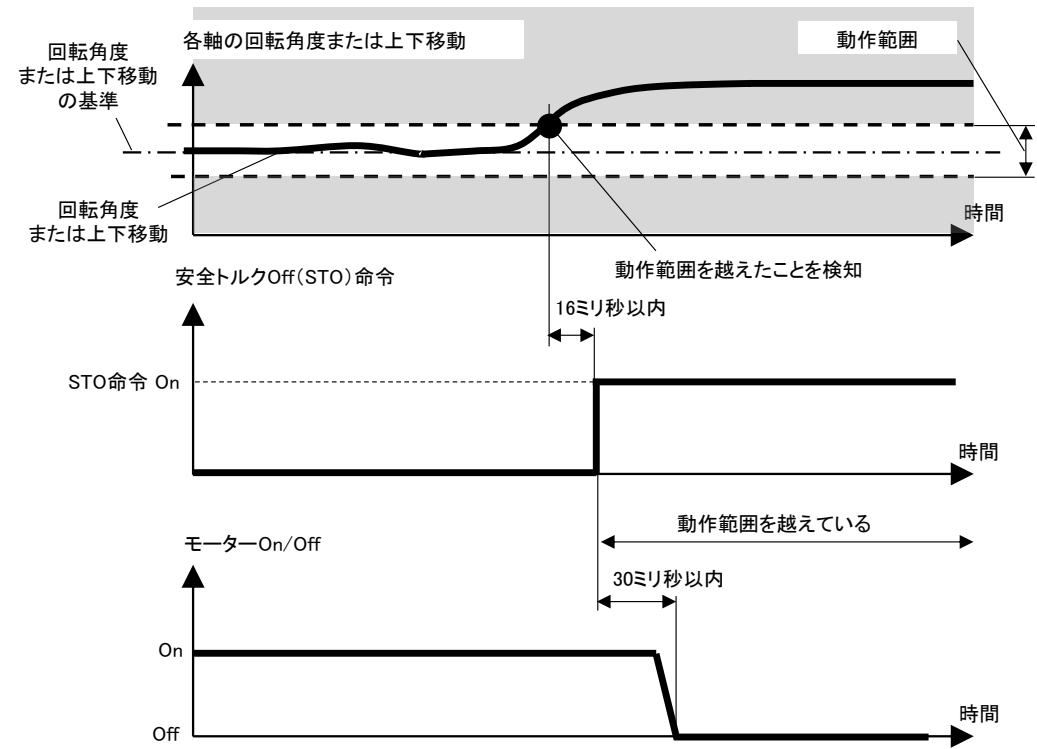 各軸の回転角度または上下移動
動作範囲
回転角度
または上下移動
の基準
回転角度
または上下移動
時間
動作範囲を越えたことを検知
安全トルクOff(STO)命令
16ミリ秒以内
STO命令 On
時間
動作範囲を越えている
モーターOn/Off
30ミリ秒以内
On
Off
時間